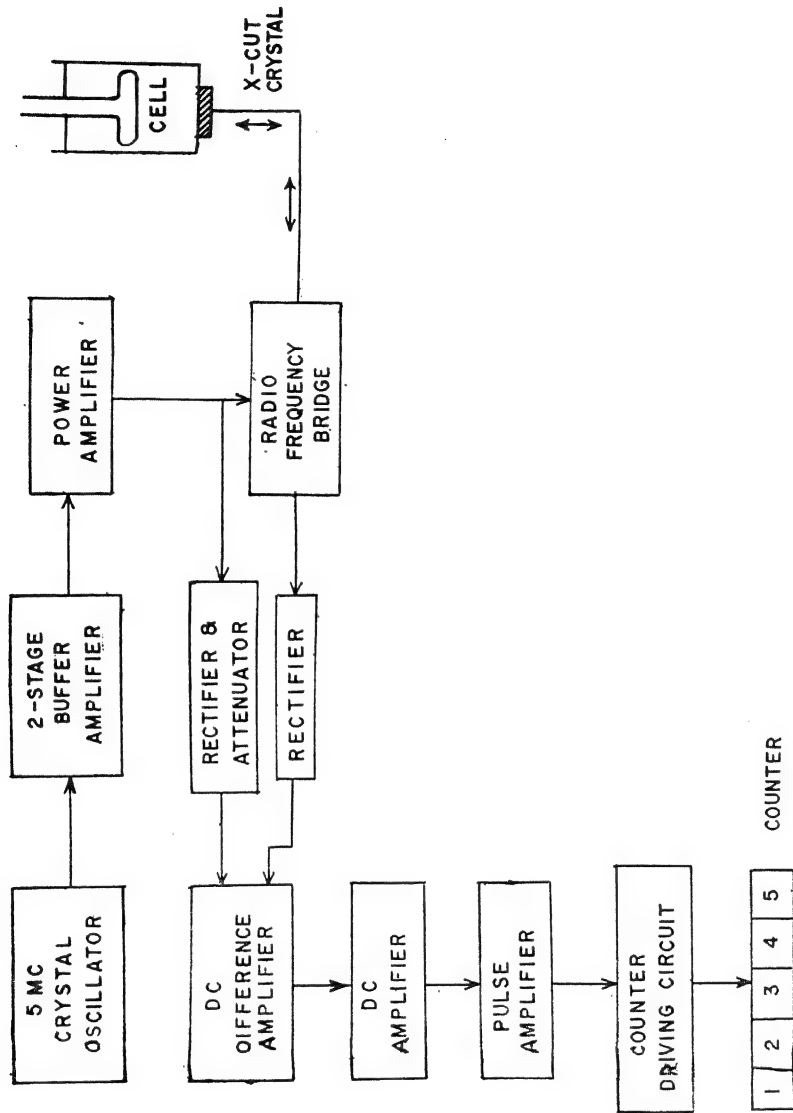 5 MC
CRYSTAL
OSCILLATOR
2-STAGE
BUFFER
AMPLIFIER
POWER
AMPLIFIER
CELL
X-CUT
CRYSTAL
DC
OIFFERENCE
AMPLIFIER
RECTIFIER &
ATTENUATOR
RECTIFIER
RADIO
FREQUENCY
BRIDGE
DC
AMPLIFIER
PULSE
AMPLIFIER
COUNTER
DRIVING CIRCUIT
1 2 3 4 5
COUNTER